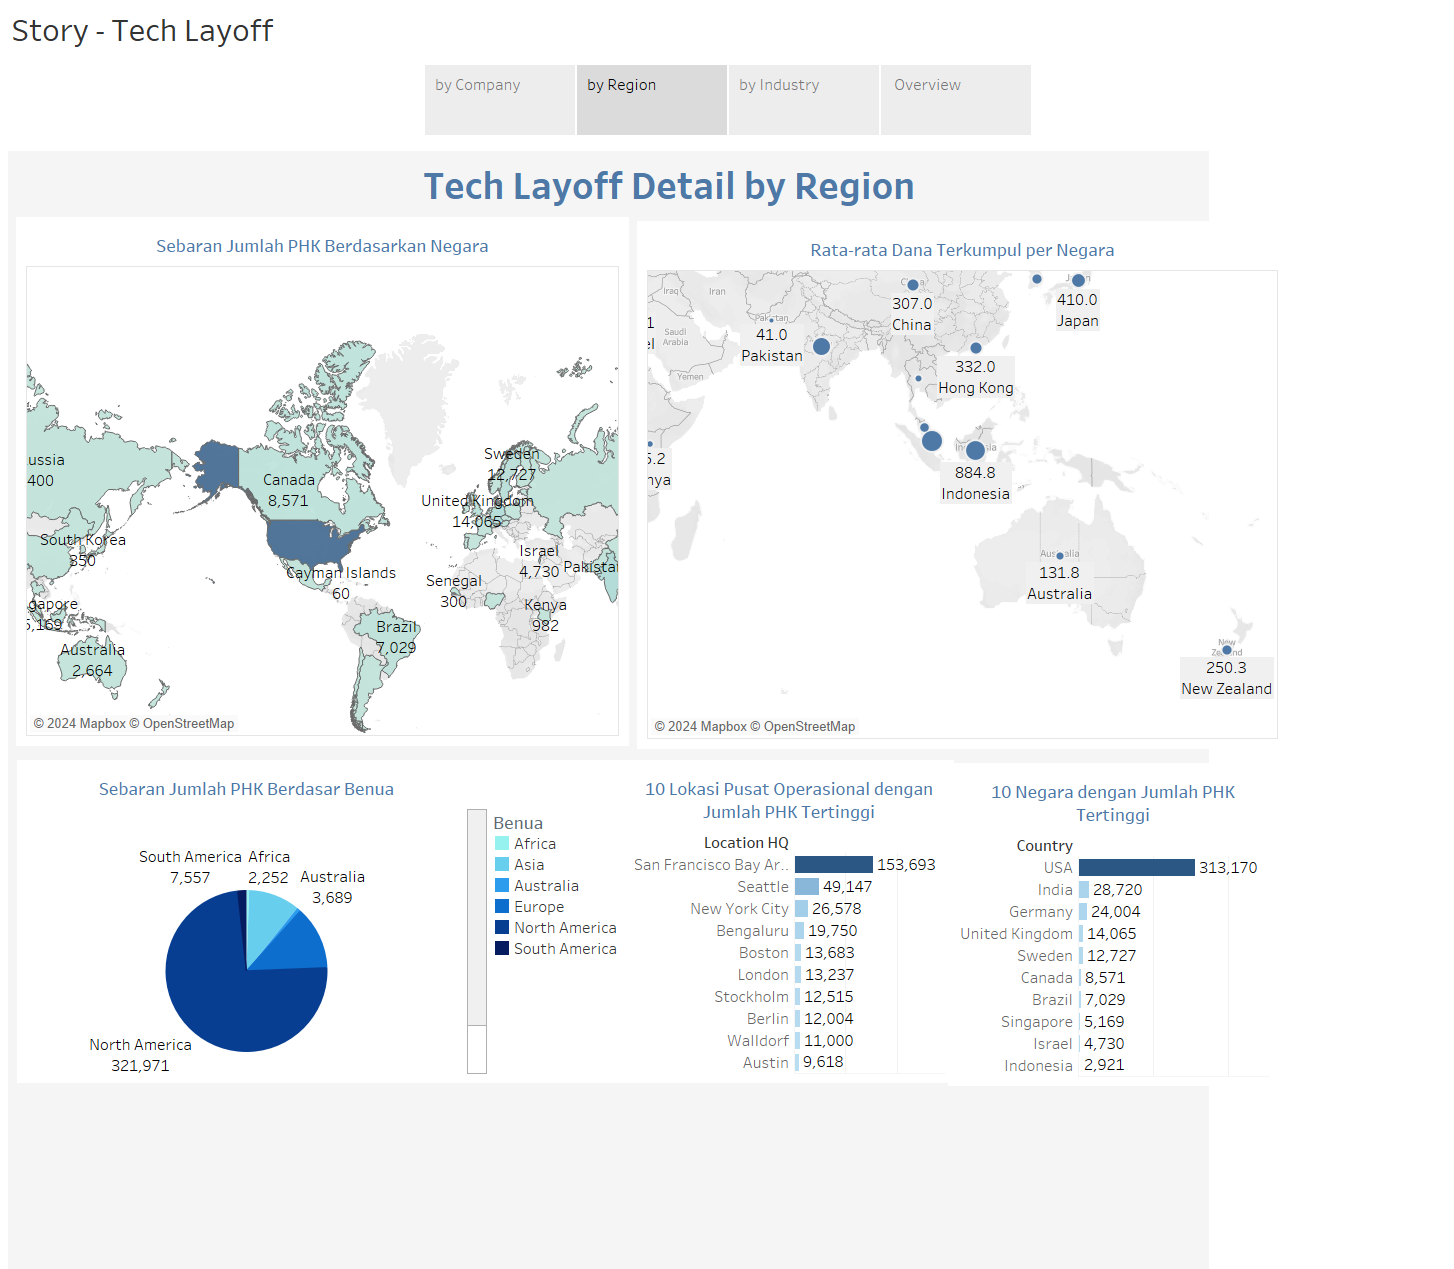 Story - Tech Layoff
by Company
by Region
by Industry
Overview
Tech Layoff Detail by Region
Sebaran Jumlah PHK Berdasarkan Negara
ussia
400
South Korea
350
gapore
5,169
Australia
2,664
Canada
8,571
Cayman Islands
60
Brazil
7,029
Sweden
12,727
United Kingdom
14,065
Israel
4,730
Pakistan
Senegal
300
Kenya
982
© 2024 Mapbox © OpenStreetMap
Rata-rata Dana Terkumpul per Negara
Iraq
Iran
Saudi
Arabia
Yemen
1
el
5.2
nya
41.0
Pakistan
307.0
China
410.0
Japan
332.0
Hong Kong
884.8
Indonesia
131.8
Australia
250.3
New Zealand
© 2024 Mapbox © OpenStreetMap
Sebaran Jumlah PHK Berdasar Benua
South America
7,557
Africa
2,252
Australia
3,689
North America
321,971
Benua
Africa
Asia
Australia
Europe
North America
South America
10 Lokasi Pusat Operasional dengan
Jumlah PHK Tertinggi
Location HQ
San Francisco Bay Ar.. 153,693
Seattle 49,147
New York City 26,578
Bengaluru 19,750
Boston 13,683
London 13,237
Stockholm 12,515
Berlin 12,004
Walldorf 11,000
Austin 9,618
10 Negara dengan Jumlah PHK
Tertinggi
Country
USA 313,170
India 28,720
Germany 24,004
United Kingdom 14,065
Sweden 12,727
Canada 8,571
Brazil 7,029
Singapore 5,169
Israel 4,730
Indonesia 2,921